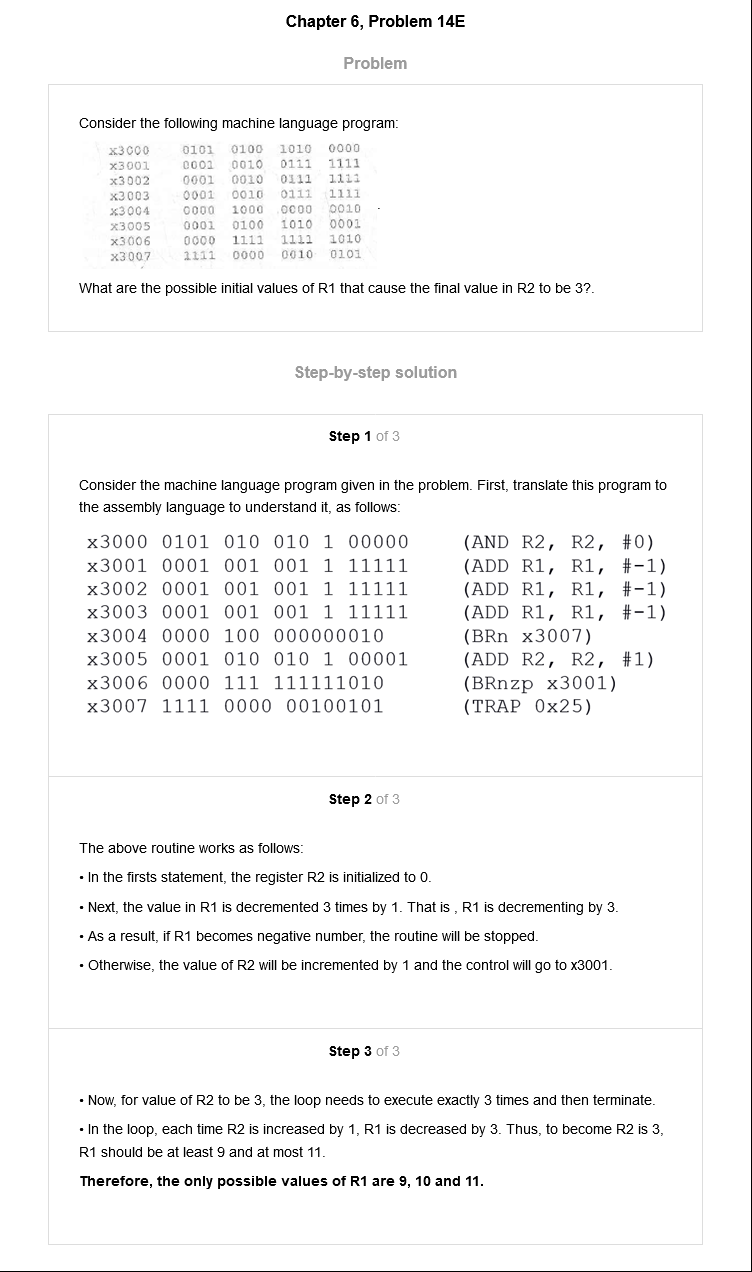 Chapter 6, Problem 14E
Problem
Consider the following machine language program:
x3000 0101 0100 1010 0000
x3001 0001 0010 0111 1111
x3002 0001 0010 0111 1111
x3003 0001 0010 0111 1111
x3004 0000 1000 0000 0010
x3005 0001 0100 1010 0001
x3006 0000 1111 1111 1010
x3007 1111 0000 0010 0101
What are the possible initial values of R1 that cause the final value in R2 to be 3?.
Step-by-step solution
Step 1 of 3
Consider the machine language program given in the problem. First, translate this program to
the assembly language to understand it, as follows:
x3000 0101 010 010 1 00000 (AND R2, R2, #0)
x3001 0001 001 001 1 11111 (ADD R1, R1, #-1)
x3002 0001 001 001 1 11111 (ADD R1, R1, #-1)
x3003 0001 001 001 1 11111 (ADD R1, R1, #-1)
x3004 0000 100 000000010 (BRn x3007)
x3005 0001 010 010 1 00001 (ADD R2, R2, #1)
x3006 0000 111 111111010 (BRnzp x3001)
x3007 1111 0000 00100101 (TRAP 0x25)
Step 2 of 3
The above routine works as follows:
• In the firsts statement, the register R2 is initialized to 0.
• Next, the value in R1 is decremented 3 times by 1. That is , R1 is decrementing by 3.
• As a result, if R1 becomes negative number, the routine will be stopped.
• Otherwise, the value of R2 will be incremented by 1 and the control will go to x3001.
Step 3 of 3
• Now, for value of R2 to be 3, the loop needs to execute exactly 3 times and then terminate.
• In the loop, each time R2 is increased by 1, R1 is decreased by 3. Thus, to become R2 is 3,
R1 should be at least 9 and at most 11.
Therefore, the only possible values of R1 are 9, 10 and 11.